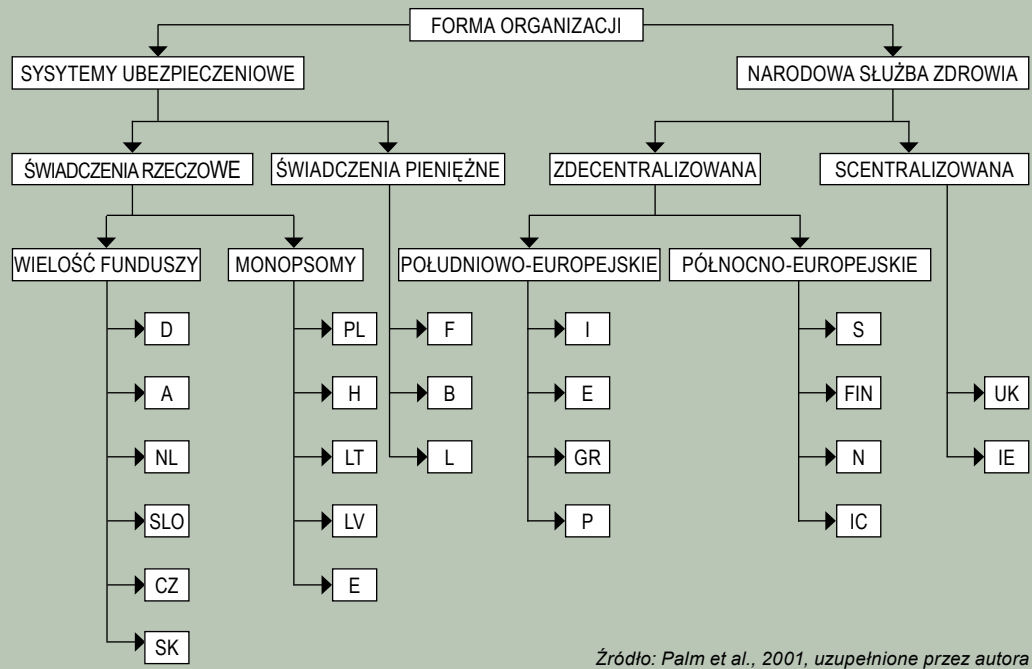 FORMA ORGANIZACJI
SYSYTEMY UBEZPIECZENIOWE
NARODOWA SŁUŻBA ZDROWIA
ŚWIADCZENIA RZECZOWE
ŚWIADCZENIA PIENIĘŻNE
ZDECENTRALIZOWANA
SCENTRALIZOWANA
WIELOŚĆ FUNDUSZY
MONOPSOMY
POŁUDNIOWO-EUROPEJSKIE
PÓŁNOCNO-EUROPEJSKIE
D
A
NL
SLO
CZ
SK
PL
H
LT
LV
E
F
B
L
I
E
GR
P
S
FIN
N
IC
UK
IE
Źródło: Palm et al., 2001, uzupełnione przez autora